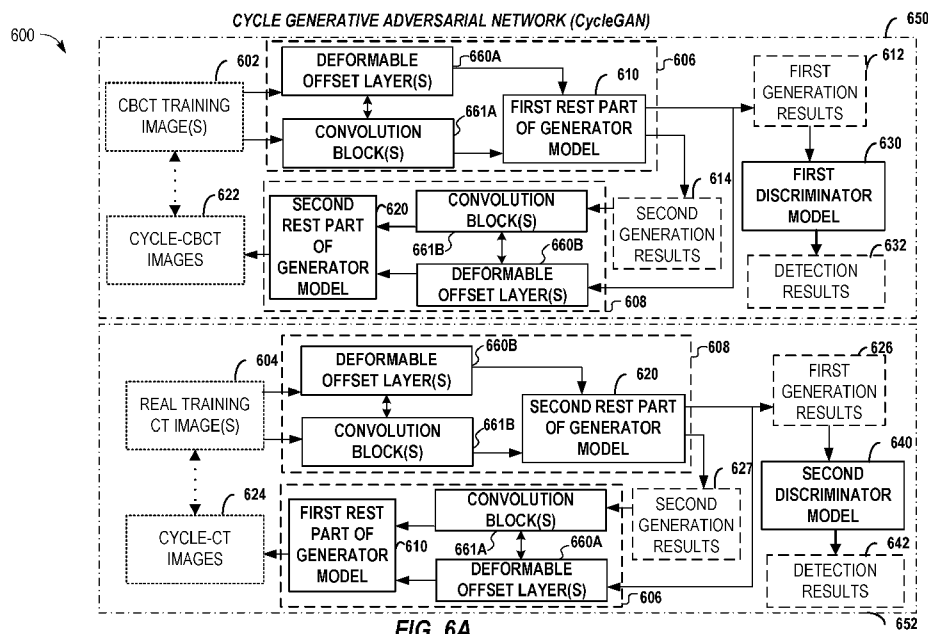 CYCLE GENERATIVE ADVERSARIAL NETWORK (CycleGAN)
600
650
602
CBCT TRAINING
IMAGE(S)
DEFORMABLE
OFFSET LAYER(S)
660A
606
661A
CONVOLUTION
BLOCK(S)
610
FIRST REST PART
OF GENERATOR
MODEL
612
FIRST
GENERATION
RESULTS
630
FIRST
DISCRIMINATOR
MODEL
632
DETECTION
RESULTS
614
SECOND
GENERATION
RESULTS
622
CYCLE-CBCT
IMAGES
SECOND
REST PART
OF
GENERATOR
MODEL
620
CONVOLUTION
BLOCK(S)
661B
660B
DEFORMABLE
OFFSET LAYER(S)
608
604
REAL TRAINING
CT IMAGE(S)
DEFORMABLE
OFFSET LAYER(S)
660B
608
661B
CONVOLUTION
BLOCK(S)
620
SECOND REST PART
OF GENERATOR
MODEL
626
FIRST
GENERATION
RESULTS
640
SECOND
DISCRIMINATOR
MODEL
642
DETECTION
RESULTS
627
SECOND
GENERATION
RESULTS
624
CYCLE-CT
IMAGES
FIRST REST
PART OF
GENERATOR
MODEL
610
CONVOLUTION
BLOCK(S)
661A
660A
DEFORMABLE
OFFSET LAYER(S)
606
652
FIG. 6A